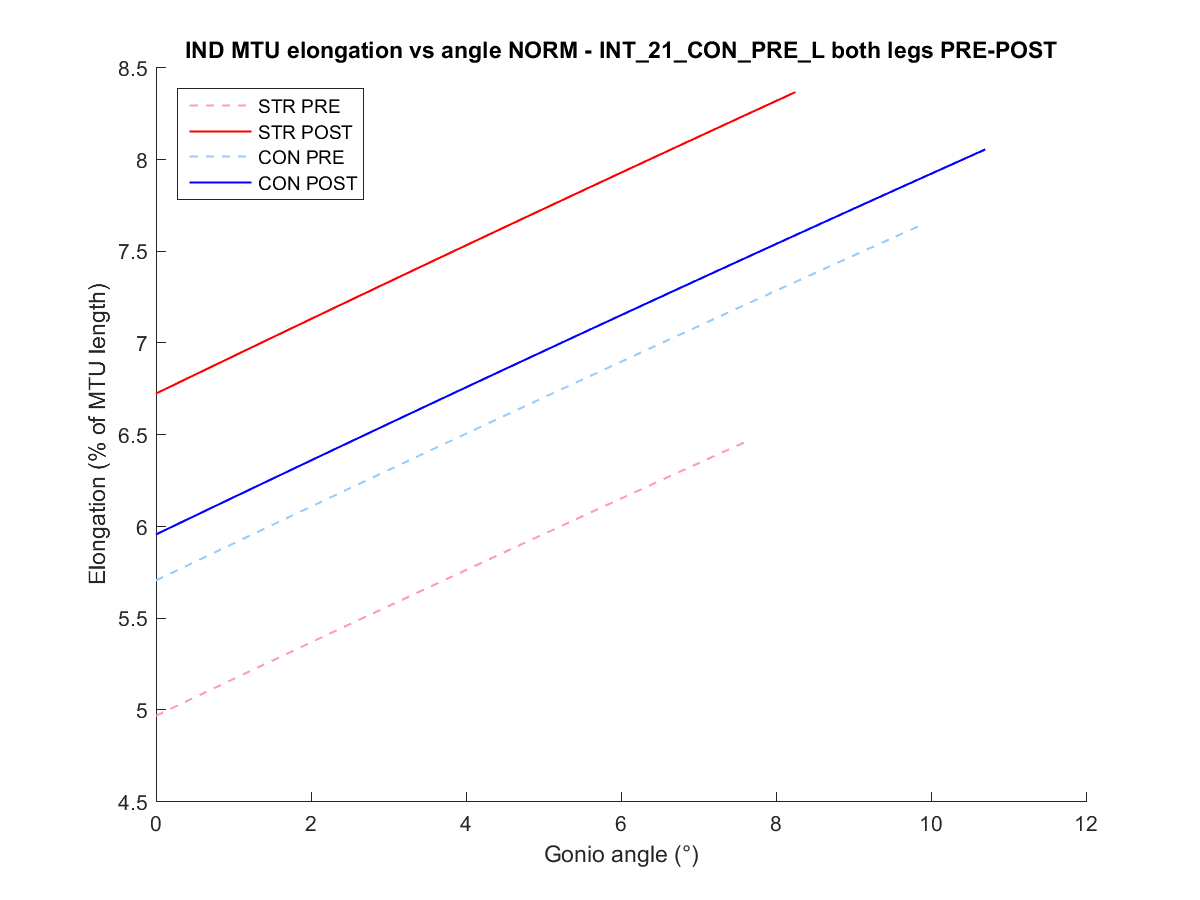 IND MTU elongation vs angle NORM - INT_21_CON_PRE_L both legs PRE-POST
STR PRE
STR POST
CON PRE
CON POST
8.5
8
7.5
7
6.5
6
5.5
5
4.5
Elongation (% of MTU length)
0 2 4 6 8 10 12
Gonio angle (°)